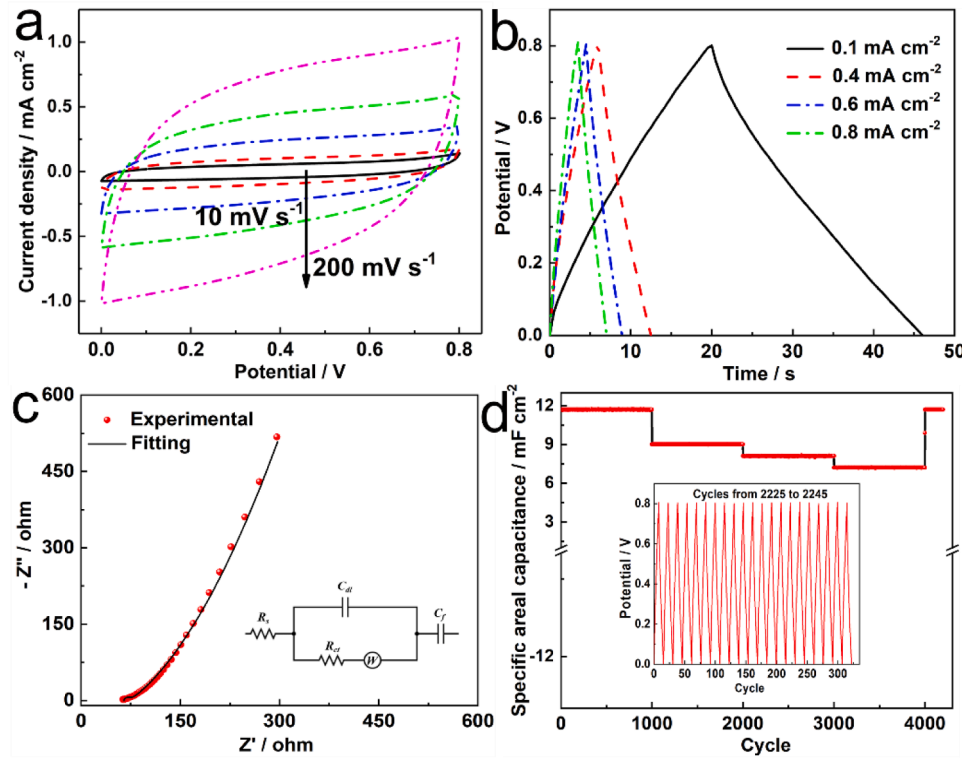 a
Current density / mA cm-2
1.0
0.5
0.0
-0.5
-1.0
10 mV s-1
200 mV s-1
0.0 0.2 0.4 0.6 0.8
Potential / V
b
Potential / V
0.8
0.6
0.4
0.2
0.0
0.1 mA cm-2
0.4 mA cm-2
0.6 mA cm-2
0.8 mA cm-2
0 10 20 30 40 50
Time / s
c
- Z'' / ohm
600
450
300
150
0
Experimental
Fitting
Rs
Cdl
Rct
W
Cf
0 150 300 450 600
Z' / ohm
d
Specific areal capacitance / mF cm-2
12
9
6
3
-12
Cycles from 2225 to 2245
Potential / V
0.8
0.6
0.4
0.2
0.0
0 50 100 150 200 250 300
Cycle
0 1000 2000 3000 4000
Cycle